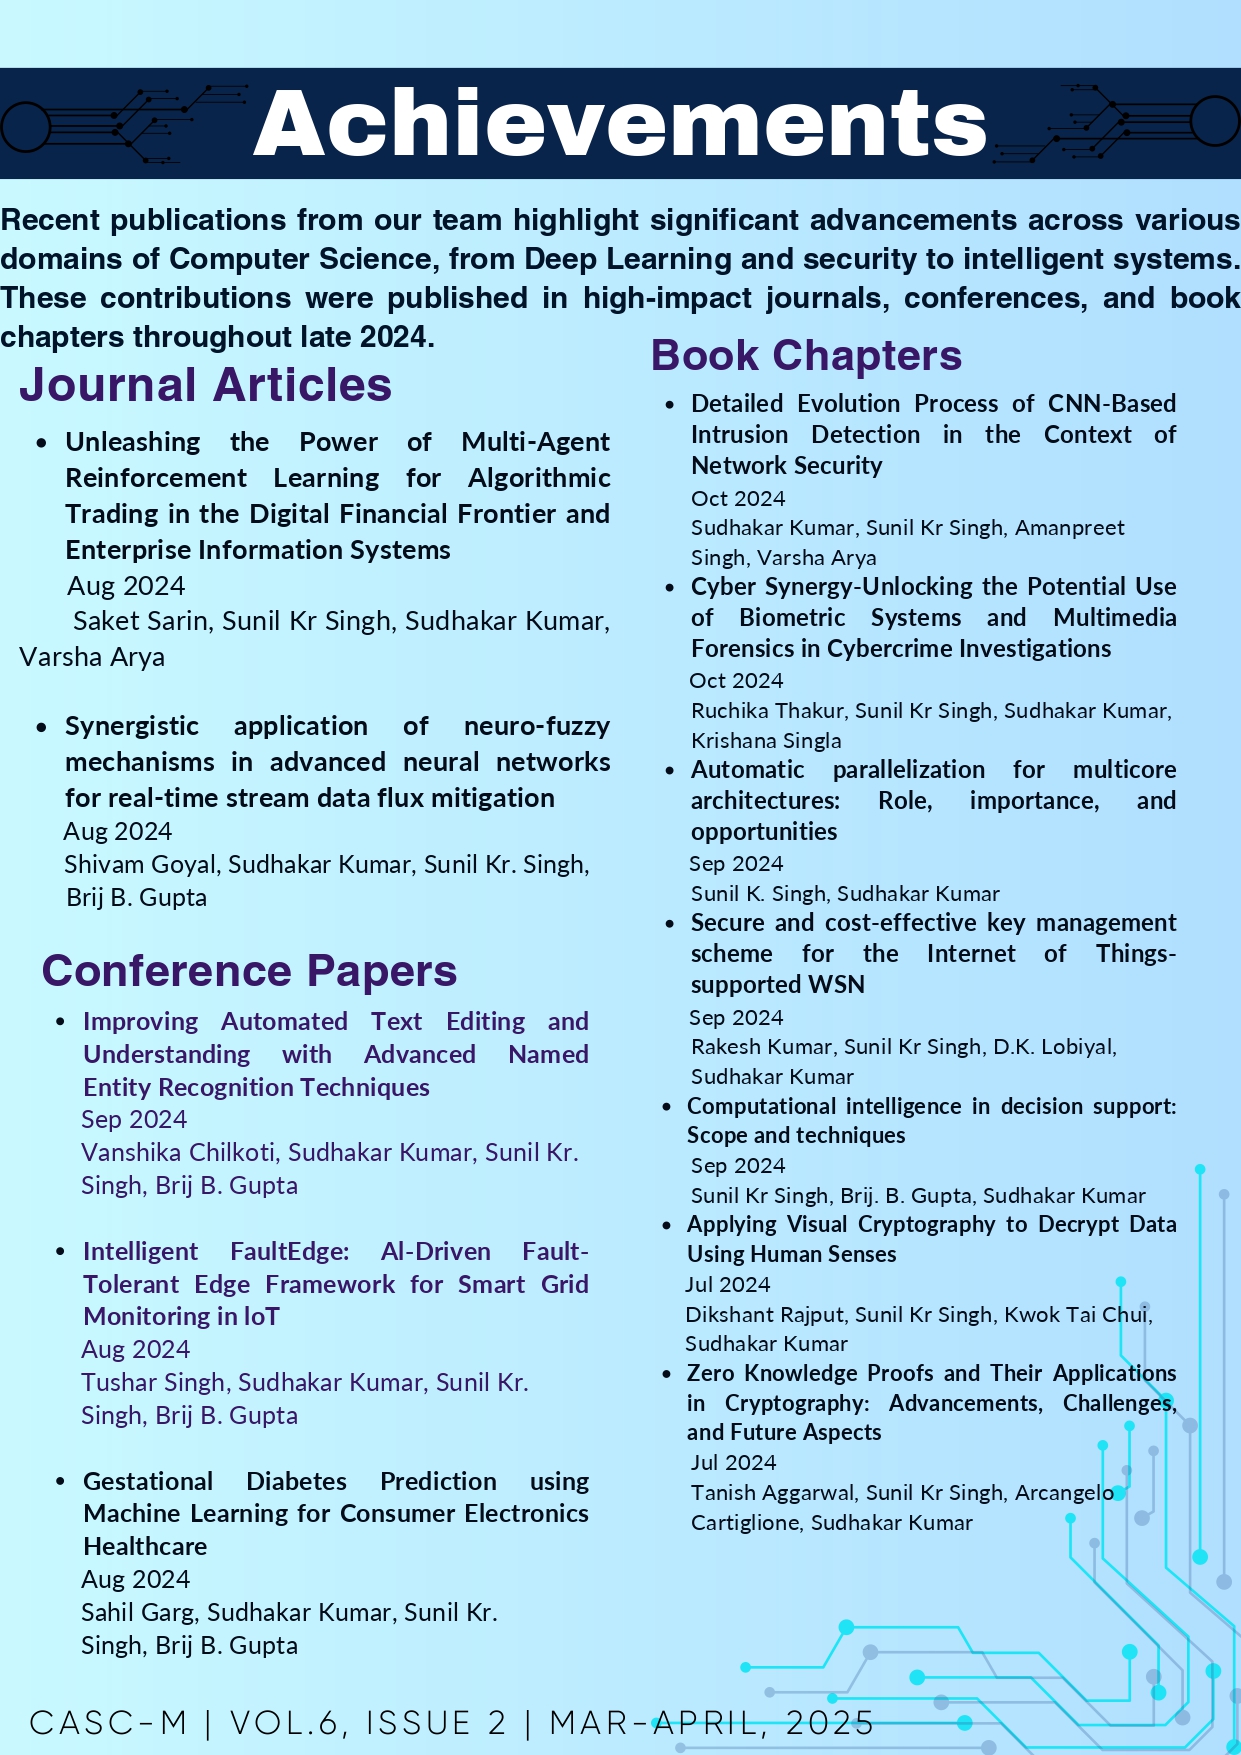 Achievements
Recent publications from our team highlight significant advancements across various
domains of Computer Science, from Deep Learning and security to intelligent systems.
These contributions were published in high-impact journals, conferences, and book
chapters throughout late 2024.
Journal Articles
• Unleashing the Power of Multi-Agent
Reinforcement Learning for Algorithmic
Trading in the Digital Financial Frontier and
Enterprise Information Systems
Aug 2024
Saket Sarin, Sunil Kr Singh, Sudhakar Kumar,
Varsha Arya
• Synergistic application of neuro-fuzzy
mechanisms in advanced neural networks
for real-time stream data flux mitigation
Aug 2024
Shivam Goyal, Sudhakar Kumar, Sunil Kr. Singh,
Brij B. Gupta
Conference Papers
• Improving Automated Text Editing and
Understanding with Advanced Named
Entity Recognition Techniques
Sep 2024
Vanshika Chilkoti, Sudhakar Kumar, Sunil Kr.
Singh, Brij B. Gupta
• Intelligent FaultEdge: Al-Driven Fault-
Tolerant Edge Framework for Smart Grid
Monitoring in loT
Aug 2024
Tushar Singh, Sudhakar Kumar, Sunil Kr.
Singh, Brij B. Gupta
• Gestational Diabetes Prediction using
Machine Learning for Consumer Electronics
Healthcare
Aug 2024
Sahil Garg, Sudhakar Kumar, Sunil Kr.
Singh, Brij B. Gupta
Book Chapters
• Detailed Evolution Process of CNN-Based
Intrusion Detection in the Context of
Network Security
Oct 2024
Sudhakar Kumar, Sunil Kr Singh, Amanpreet
Singh, Varsha Arya
• Cyber Synergy-Unlocking the Potential Use
of Biometric Systems and Multimedia
Forensics in Cybercrime Investigations
Oct 2024
Ruchika Thakur, Sunil Kr Singh, Sudhakar Kumar,
Krishana Singla
• Automatic parallelization for multicore
architectures: Role, importance, and
opportunities
Sep 2024
Sunil K. Singh, Sudhakar Kumar
• Secure and cost-effective key management
scheme for the Internet of Things-
supported WSN
Sep 2024
Rakesh Kumar, Sunil Kr Singh, D.K. Lobiyal,
Sudhakar Kumar
• Computational intelligence in decision support:
Scope and techniques
Sep 2024
Sunil Kr Singh, Brij. B. Gupta, Sudhakar Kumar
• Applying Visual Cryptography to Decrypt Data
Using Human Senses
Jul 2024
Dikshant Rajput, Sunil Kr Singh, Kwok Tai Chui,
Sudhakar Kumar
• Zero Knowledge Proofs and Their Applications
in Cryptography: Advancements, Challenges,
and Future Aspects
Jul 2024
Tanish Aggarwal, Sunil Kr Singh, Arcangelo
Cartiglione, Sudhakar Kumar
CASC-M | VOL.6, ISSUE 2 | MAR-APRIL, 2025